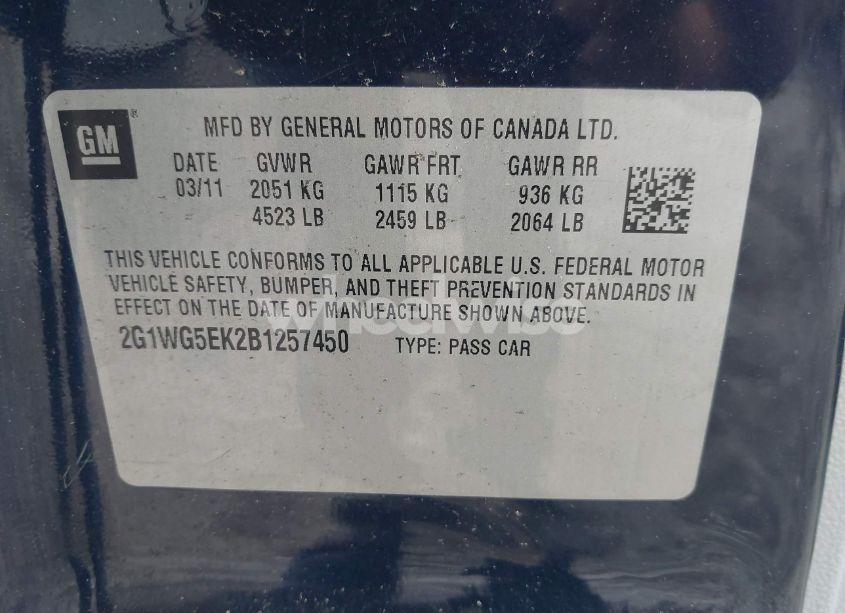 GM®
MFD BY GENERAL MOTORS OF CANADA LTD.
DATE GVWR GAWR FRT GAWR RR
03/11 2051 KG 1115 KG 936 KG
4523 LB 2459 LB 2064 LB
THIS VEHICLE CONFORMS TO ALL APPLICABLE U.S. FEDERAL MOTOR
VEHICLE SAFETY, BUMPER, AND THEFT PREVENTION STANDARDS IN
EFFECT ON THE DATE OF MANUFACTURE SHOWN ABOVE.
wheelwise
2G1WG5EK2B1257450 TYPE: PASS CAR